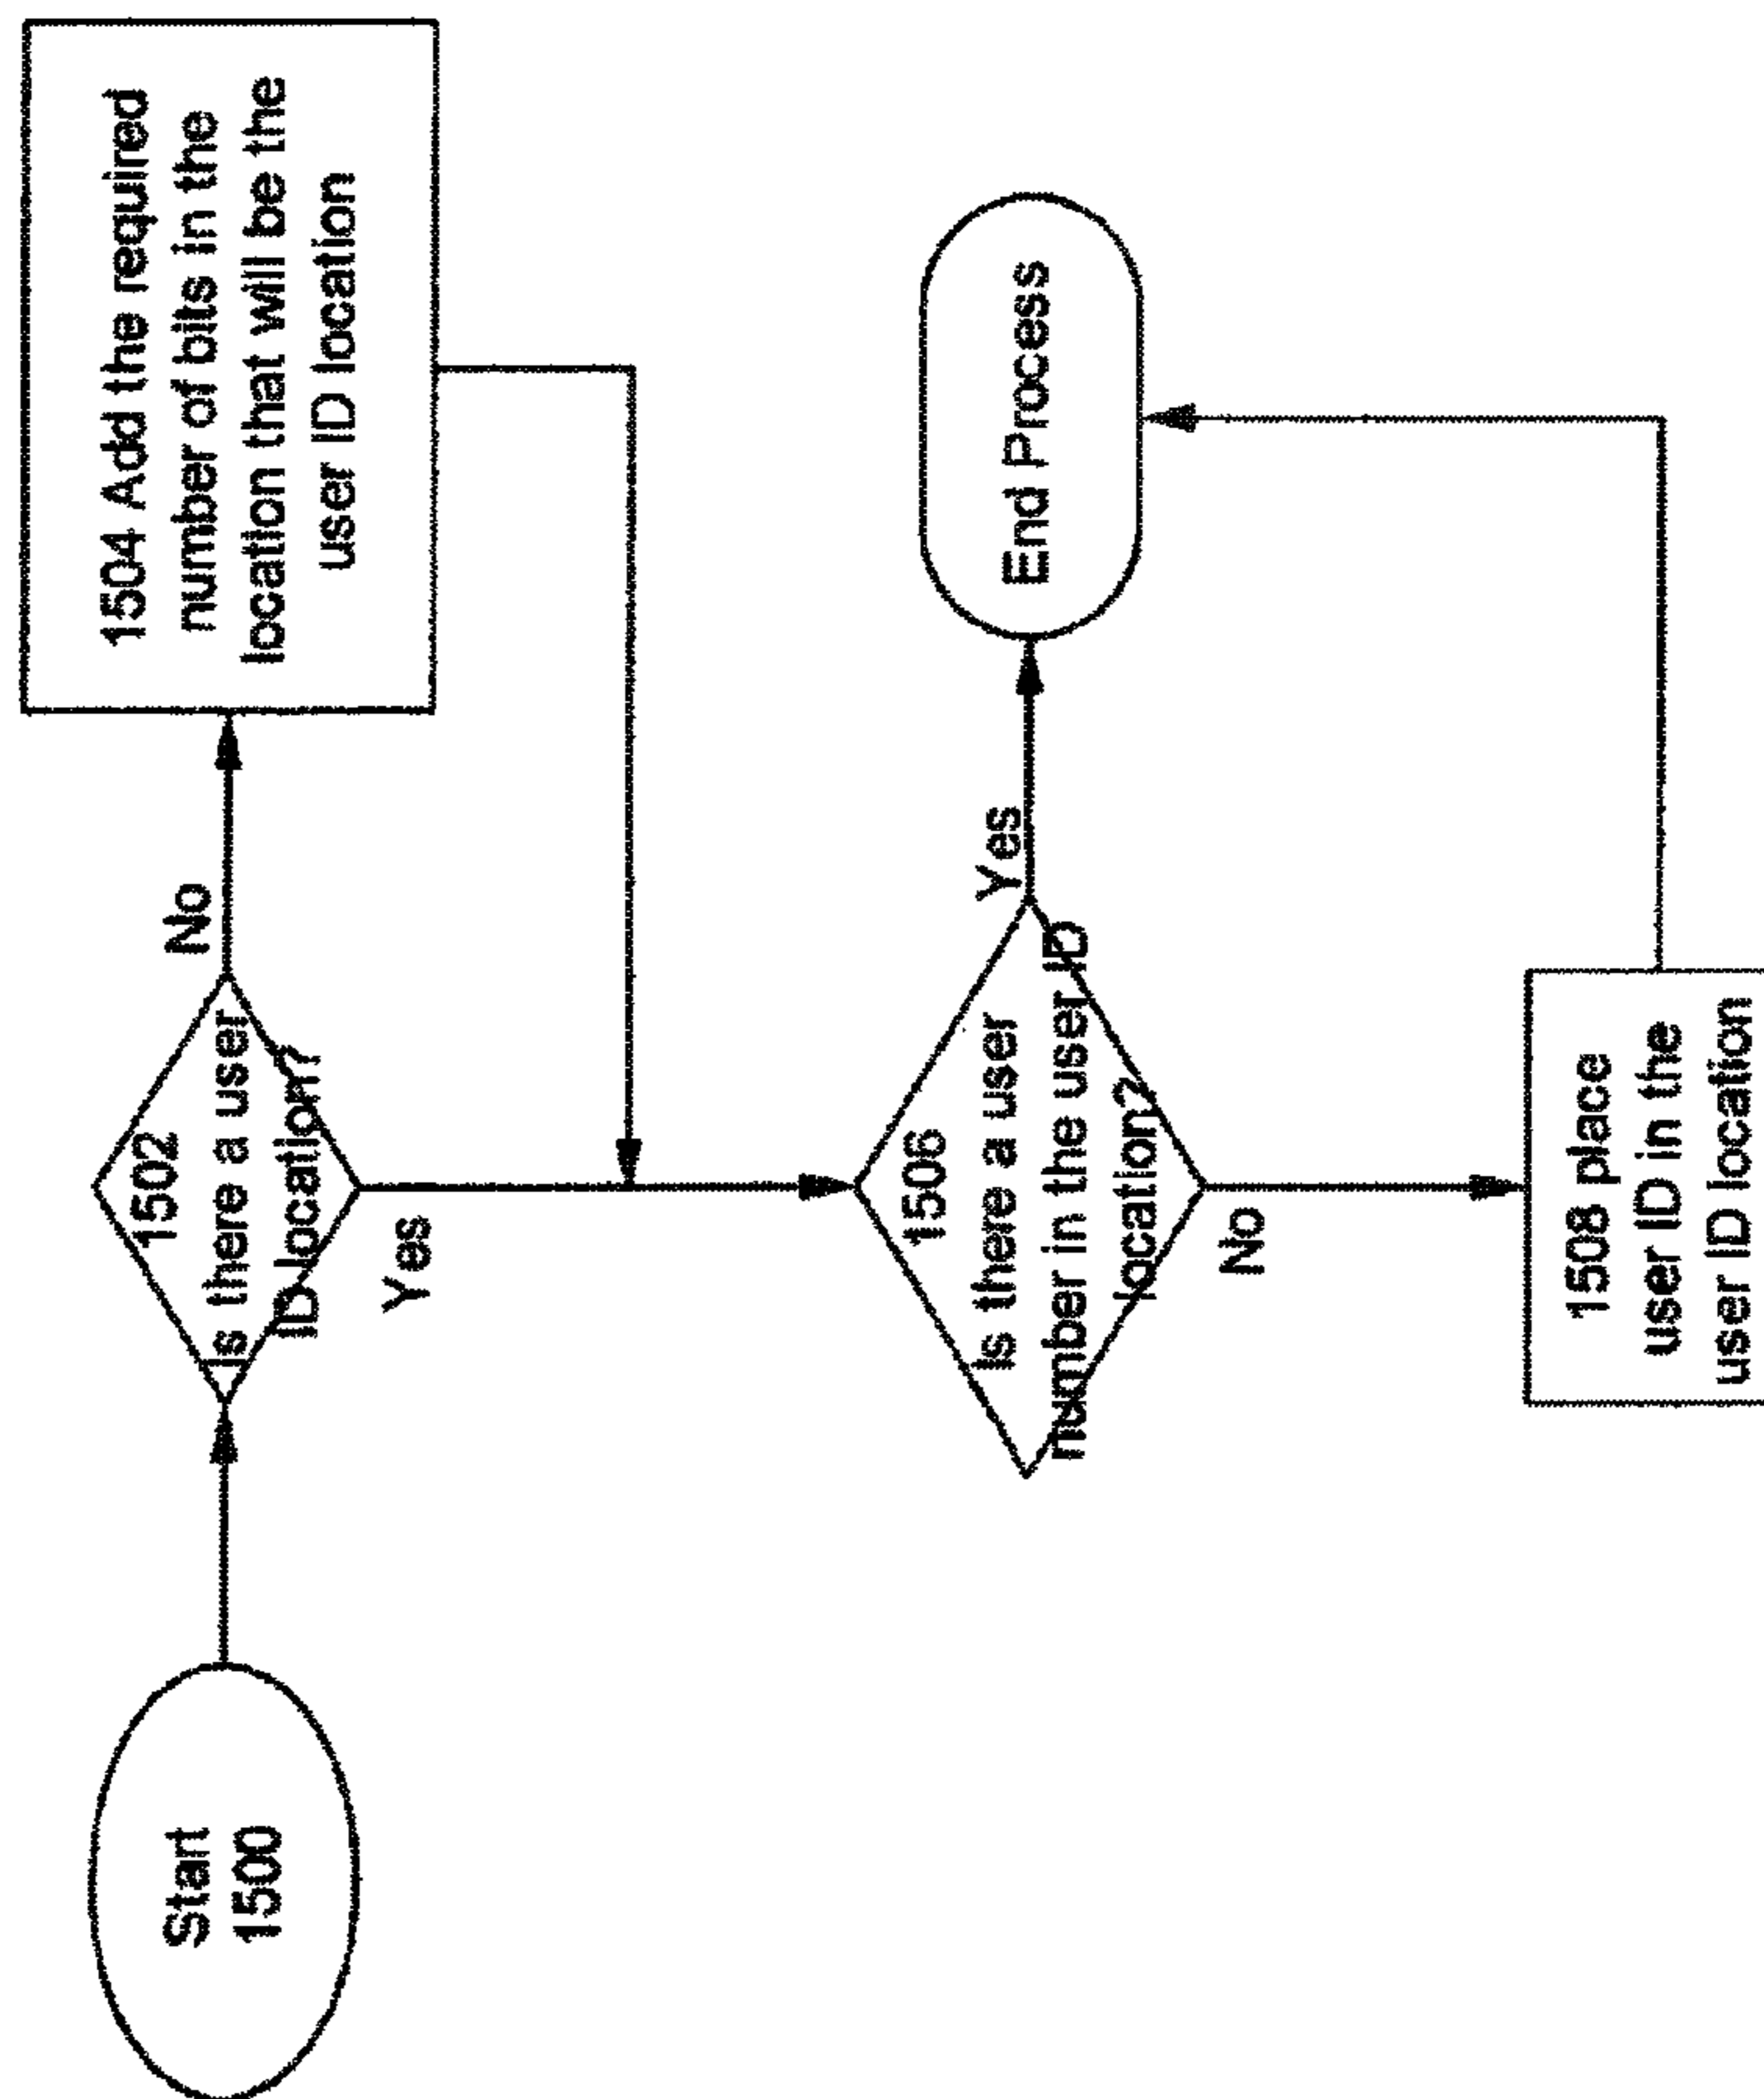 Start
1500
1502
Is there a user
ID location?
No
Yes
1504 Add the required
number of bits in the
location that will be the
user ID location
1506
Is there a user
number in the user ID
location?
Yes
No
End Process
1508 place
user ID in the
user ID location